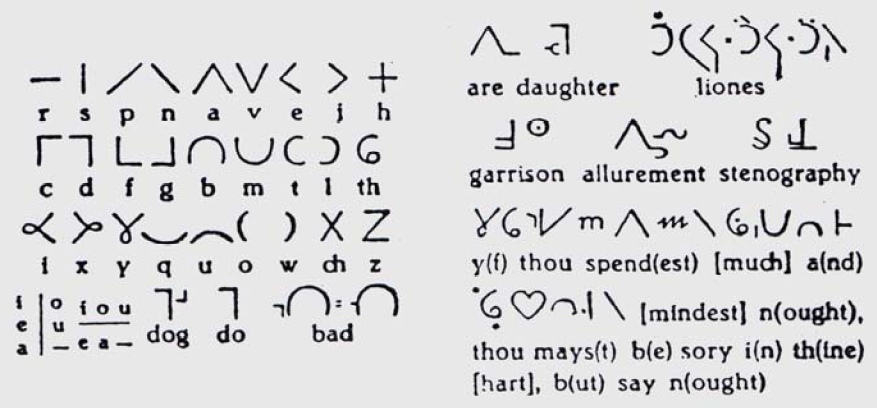 r s p n a v e j h
c d f g b m t l th
i x y q u o w ch z
i e a
o u –
i o u
– e a –
dog do bad
are daughter liones
garrison allurement stenography
y(f) thou spend(est) [much] a(nd)
[mindest] n(ought),
thou mays(t) b(e) sory i(n) th(ine)
[hart], b(ut) say n(ought)